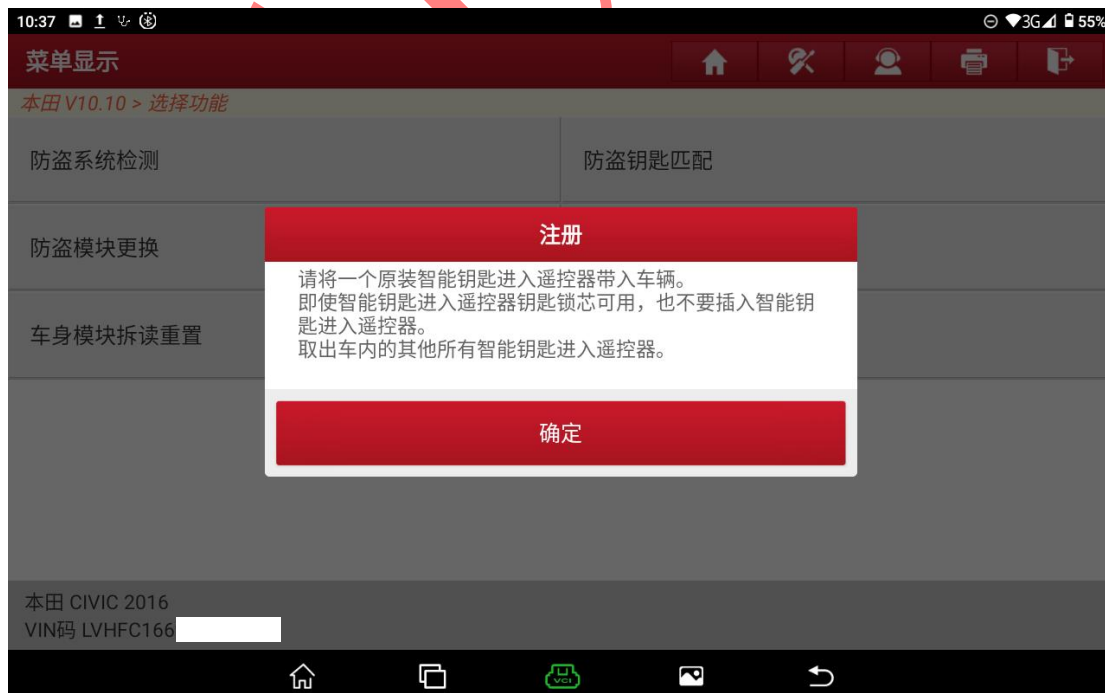 10:37
3G
55%
菜单显示
本田 V10.10 > 选择功能
防盗系统检测
防盗钥匙匹配
防盗模块更换
注册
请将一个原装智能钥匙进入遥控器带入车辆。
即使智能钥匙进入遥控器钥匙锁芯可用，也不要插入智能钥
匙进入遥控器。
取出车内的其他所有智能钥匙进入遥控器。
车身模块拆读重置
确定
本田 CIVIC 2016
VIN码 LVHFC166
VCI